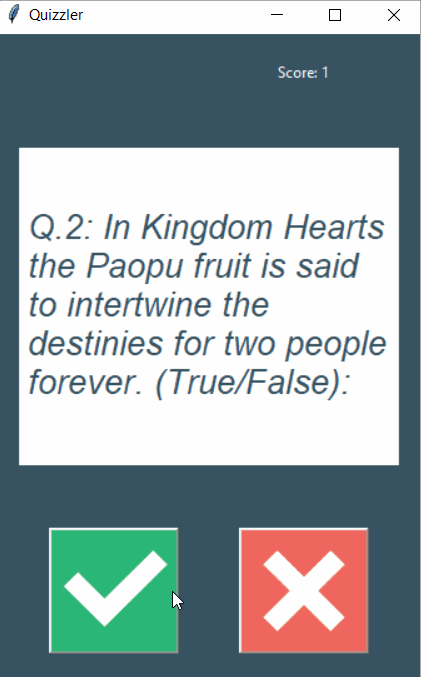 Quizzler
Score: 1
Q.2: In Kingdom Hearts
the Paopu fruit is said
to intertwine the
destinies for two people
forever. (True/False):